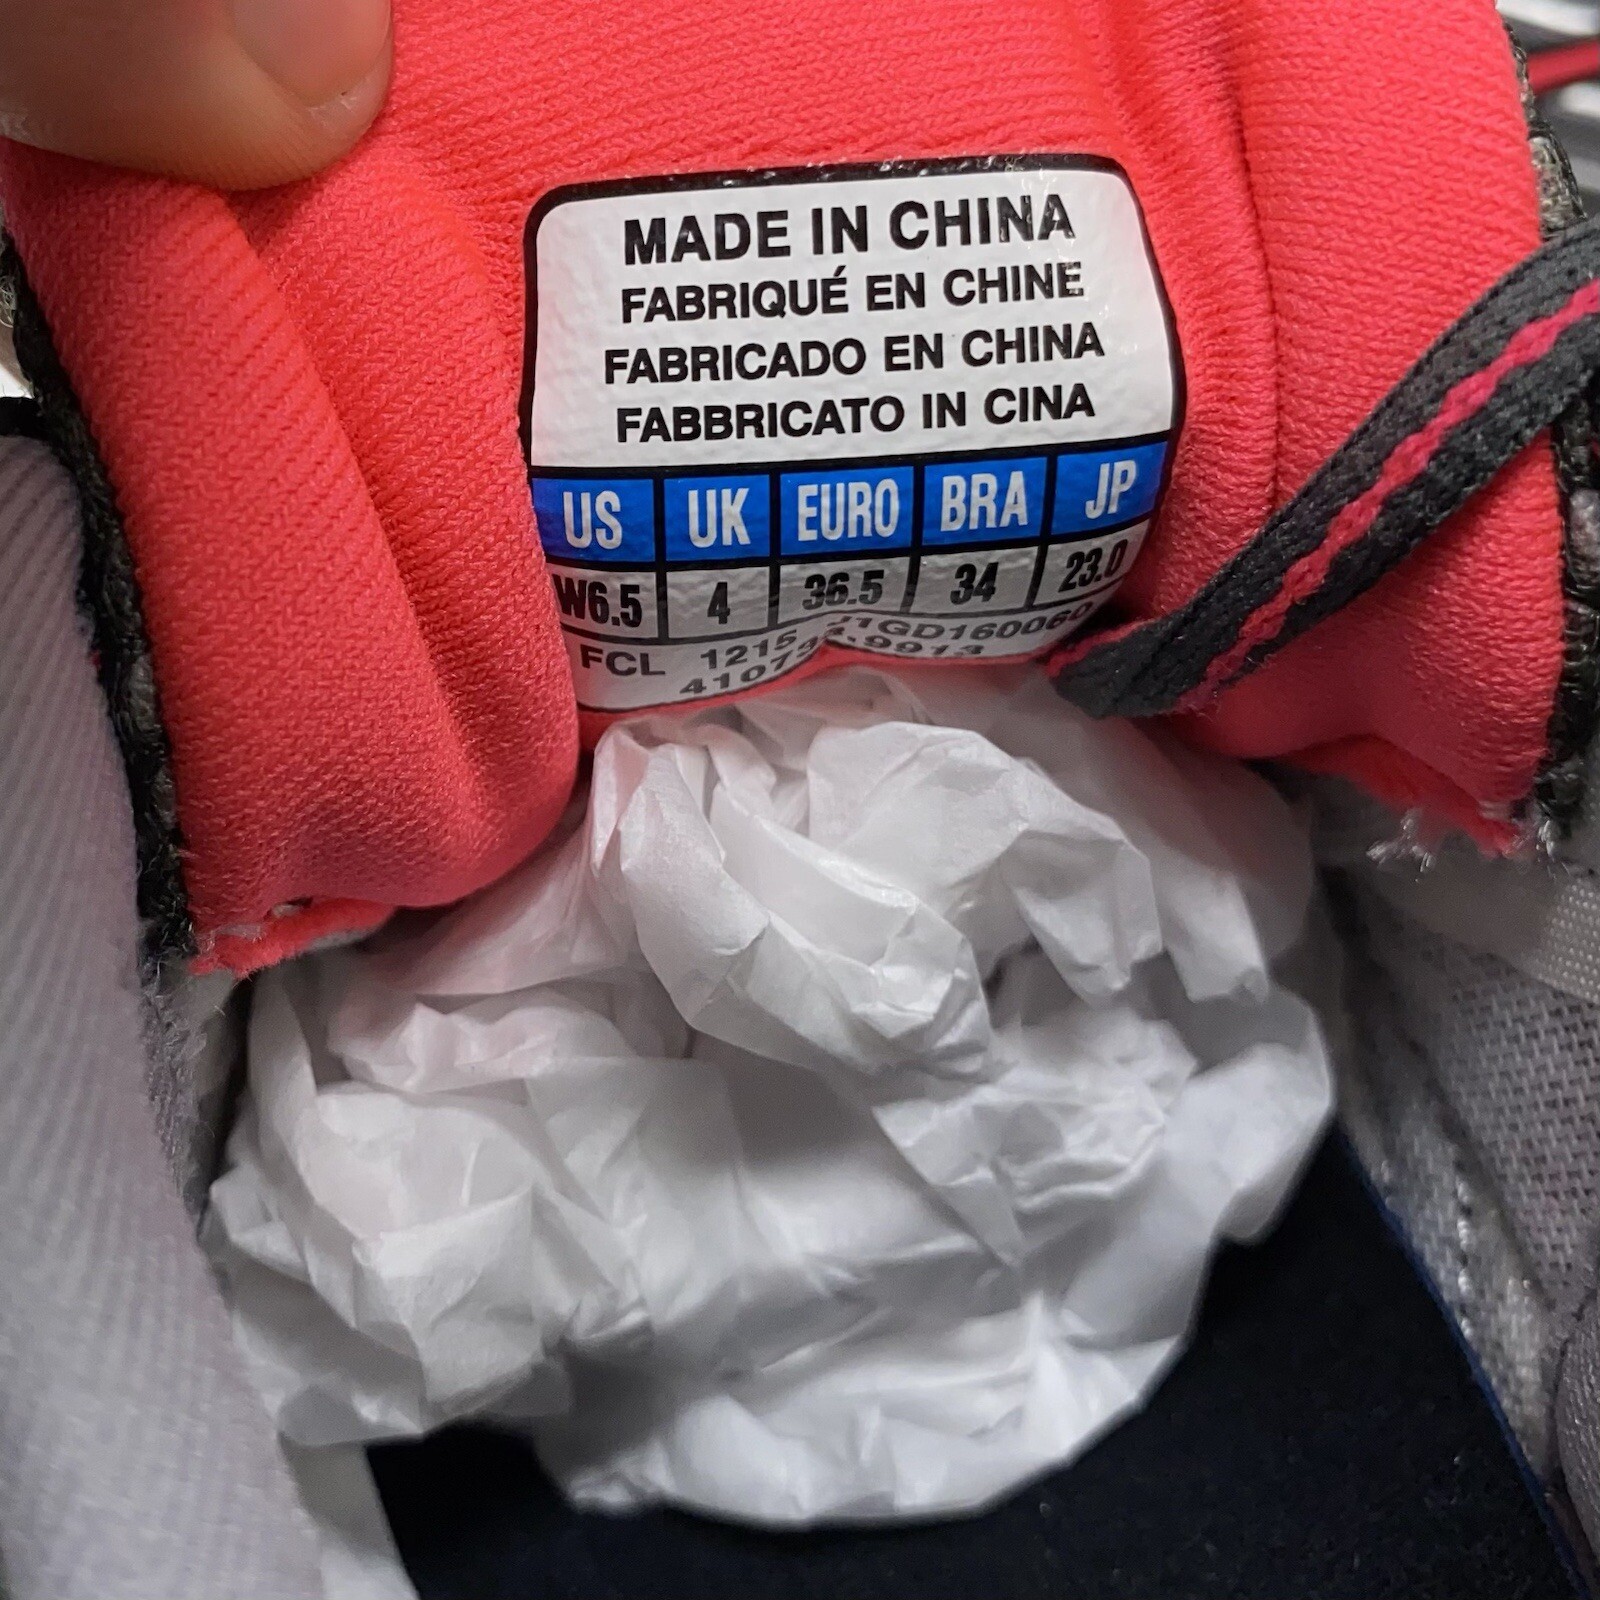 MADE IN CHINA
FABRIQUÉ EN CHINE
FABRICADO EN CHINA
FABBRICATO IN CINA
US UK EURO BRA JP
W6.5 4 36.5 34 23.0
FCL 1215